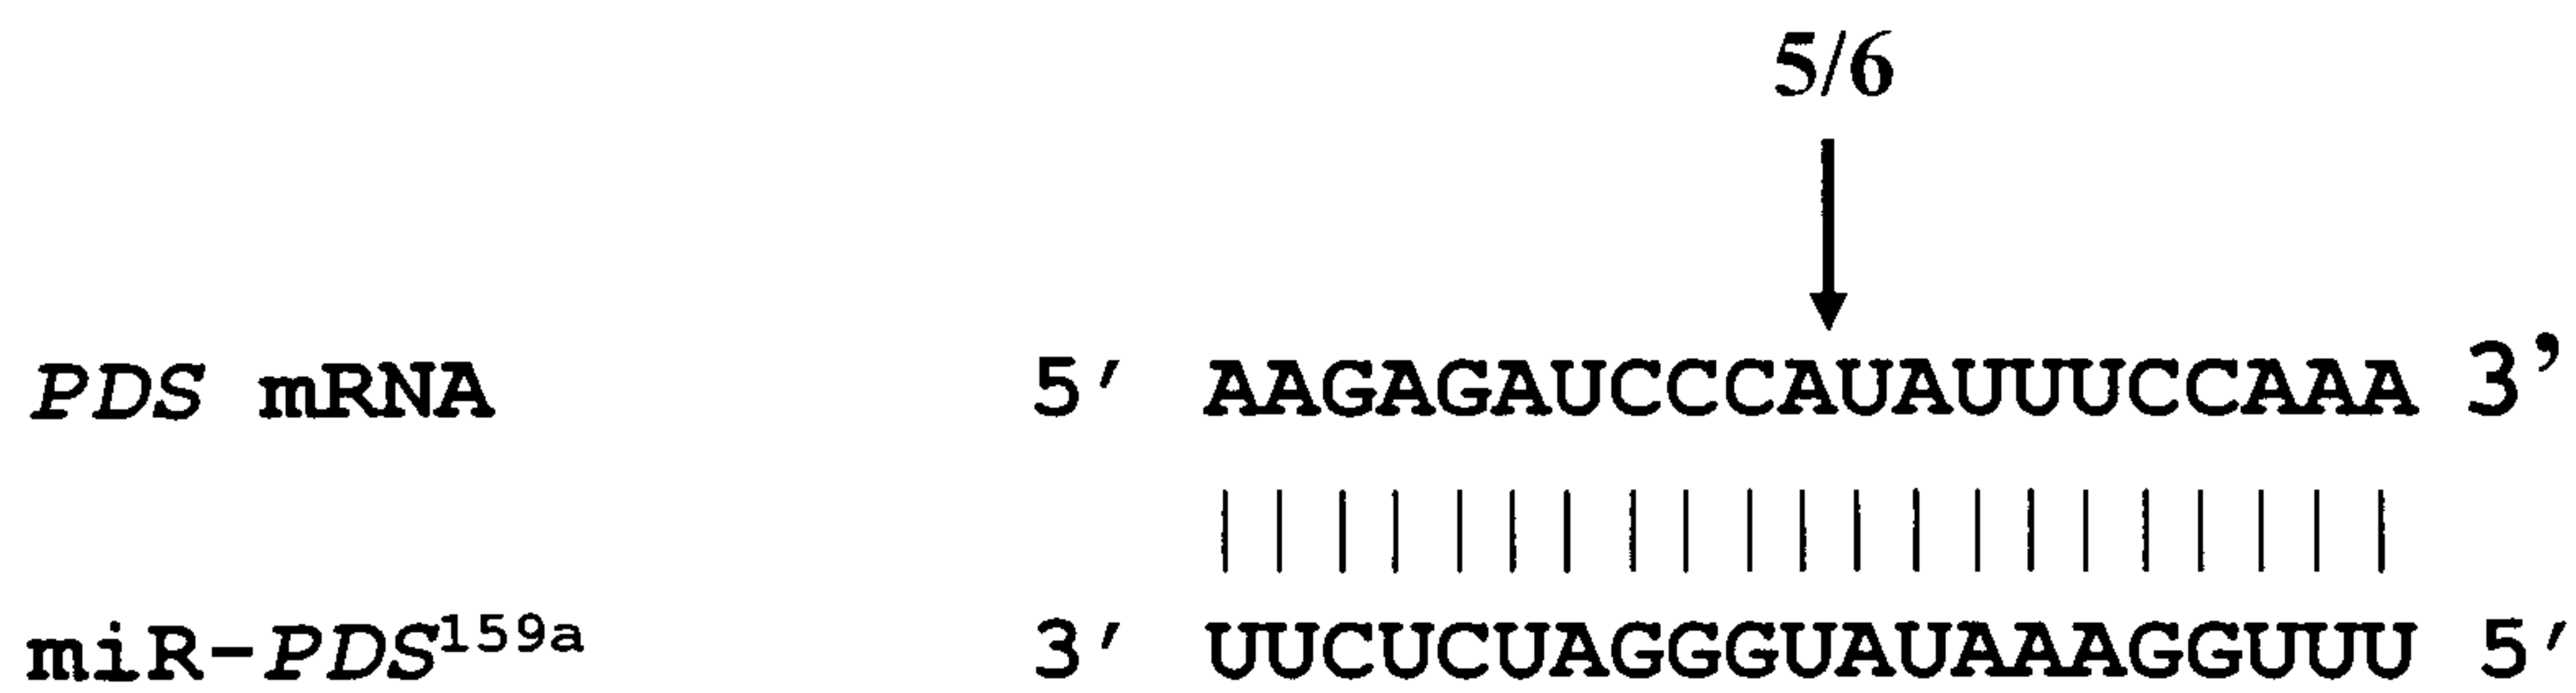 5/6
PDS mRNA 5′ AAGAGAUCCCAUAUUUCCAAA 3’
miR-PDS¹⁵⁹ᵃ 3′ UUCUCUAGGGUAUAAAGGUUU 5′